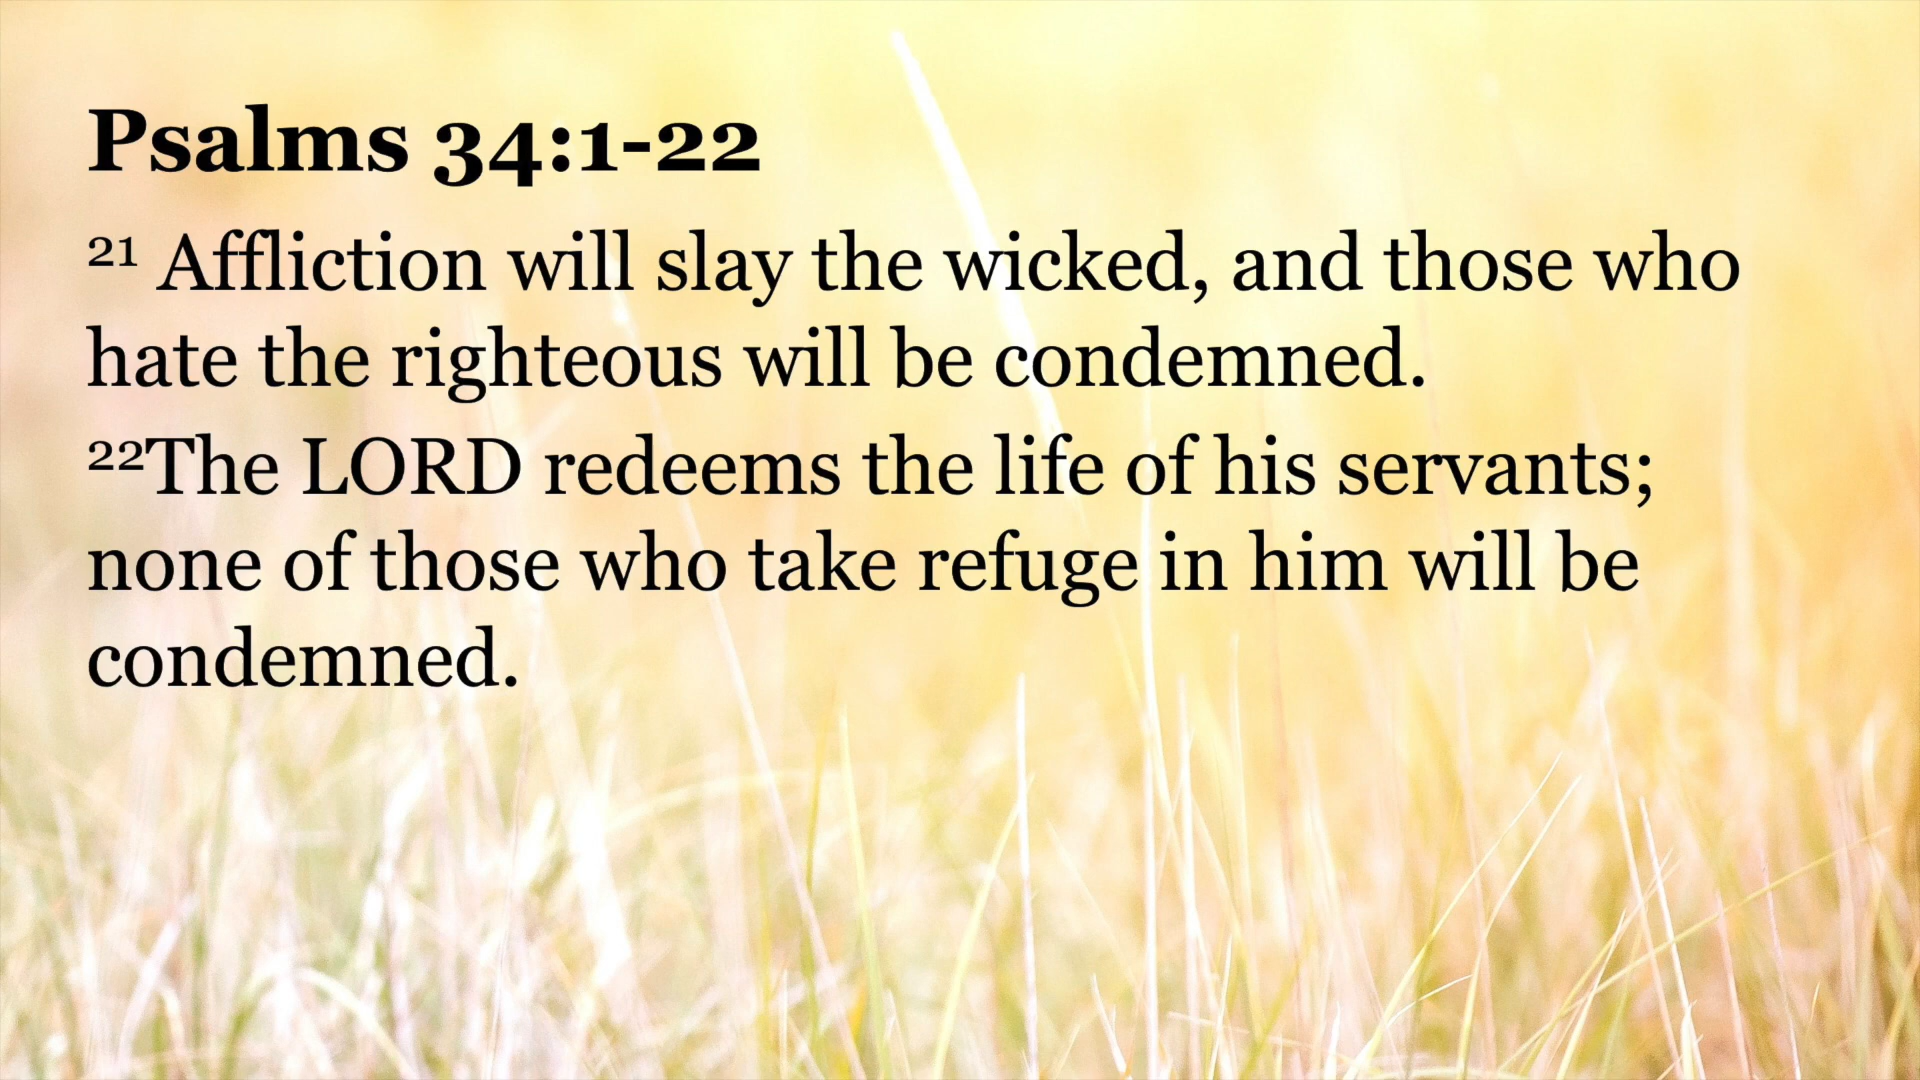 Psalms 34:1-22
21 Affliction will slay the wicked, and those who
hate the righteous will be condemned.
22The LORD redeems the life of his servants;
none of those who take refuge in him will be
condemned.